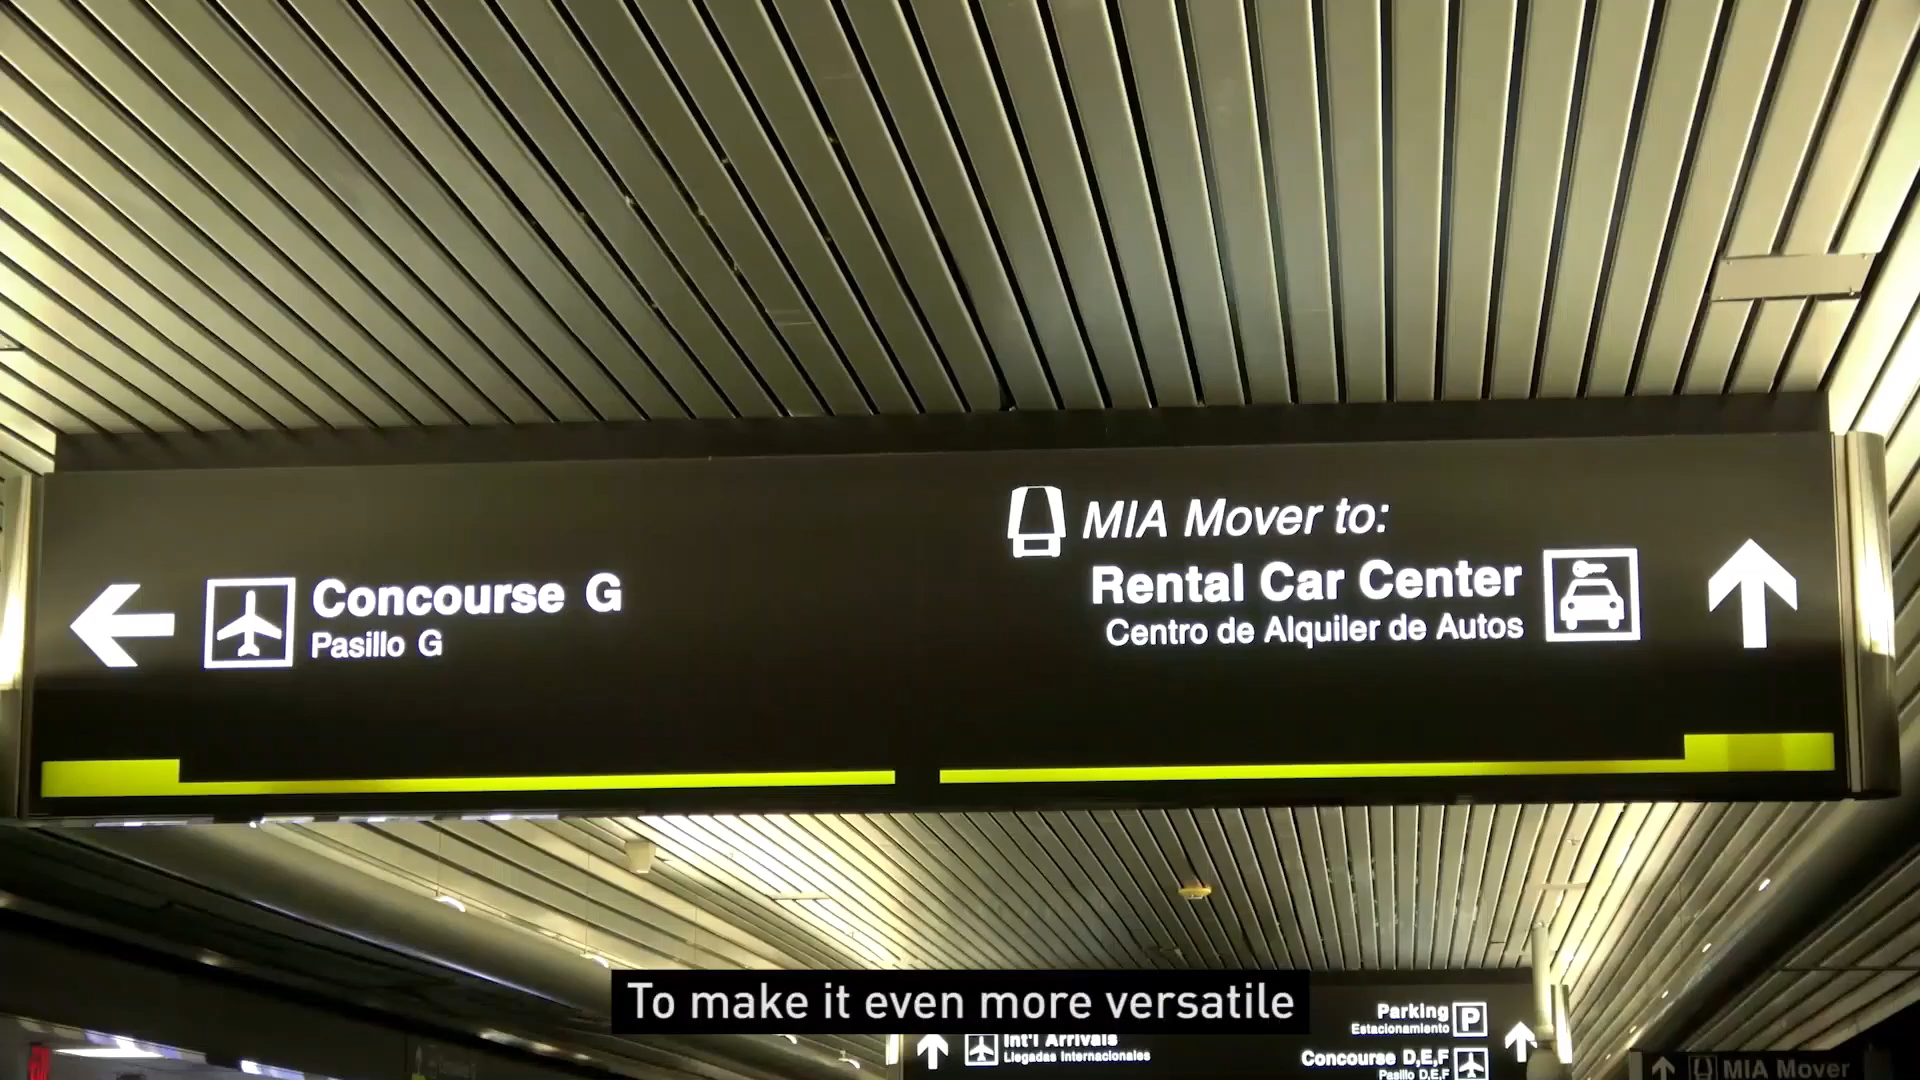 Concourse G
Pasillo G
MIA Mover to:
Rental Car Center
Centro de Alquiler de Autos
To make it even more versatile
Int'l Arrivals
Llegadas Internacionales
Parking P
Estacionamiento
Concourse D,E,F
Pasillo D,E,F
MIA Mover